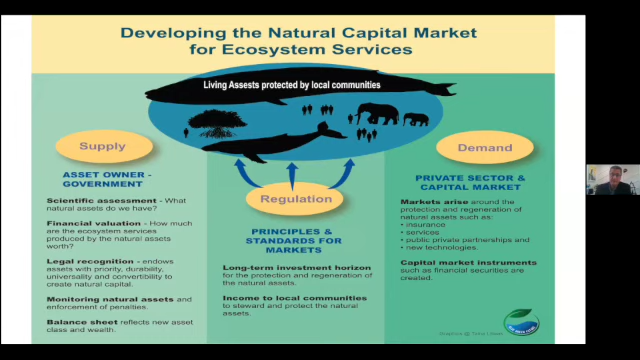 Developing the Natural Capital Market
for Ecosystem Services
Living Assests protected by local communities
Supply
ASSET OWNER -
GOVERNMENT
Scientific assessment - What
natural assets do we have?
Financial valuation - How much
are the ecosystem services
produced by the natural assets
worth?
Legal recognition - endows
assets with priority, durability,
universality and convertibility to
create natural capital.
Monitoring natural assets and
enforcement of penalties.
Balance sheet reflects new asset
class and wealth.
Regulation
PRINCIPLES &
STANDARDS FOR
MARKETS
Long-term investment horizon
for the protection and regeneration of
the natural assets.
Income to local communities
to steward and protect the natural
assets.
Demand
PRIVATE SECTOR &
CAPITAL MARKET
Markets arise around the
protection and regeneration of
natural assets such as:
• insurance
• services
• public private partnerships and
• new technologies.
Capital market instruments
such as financial securities are
created.